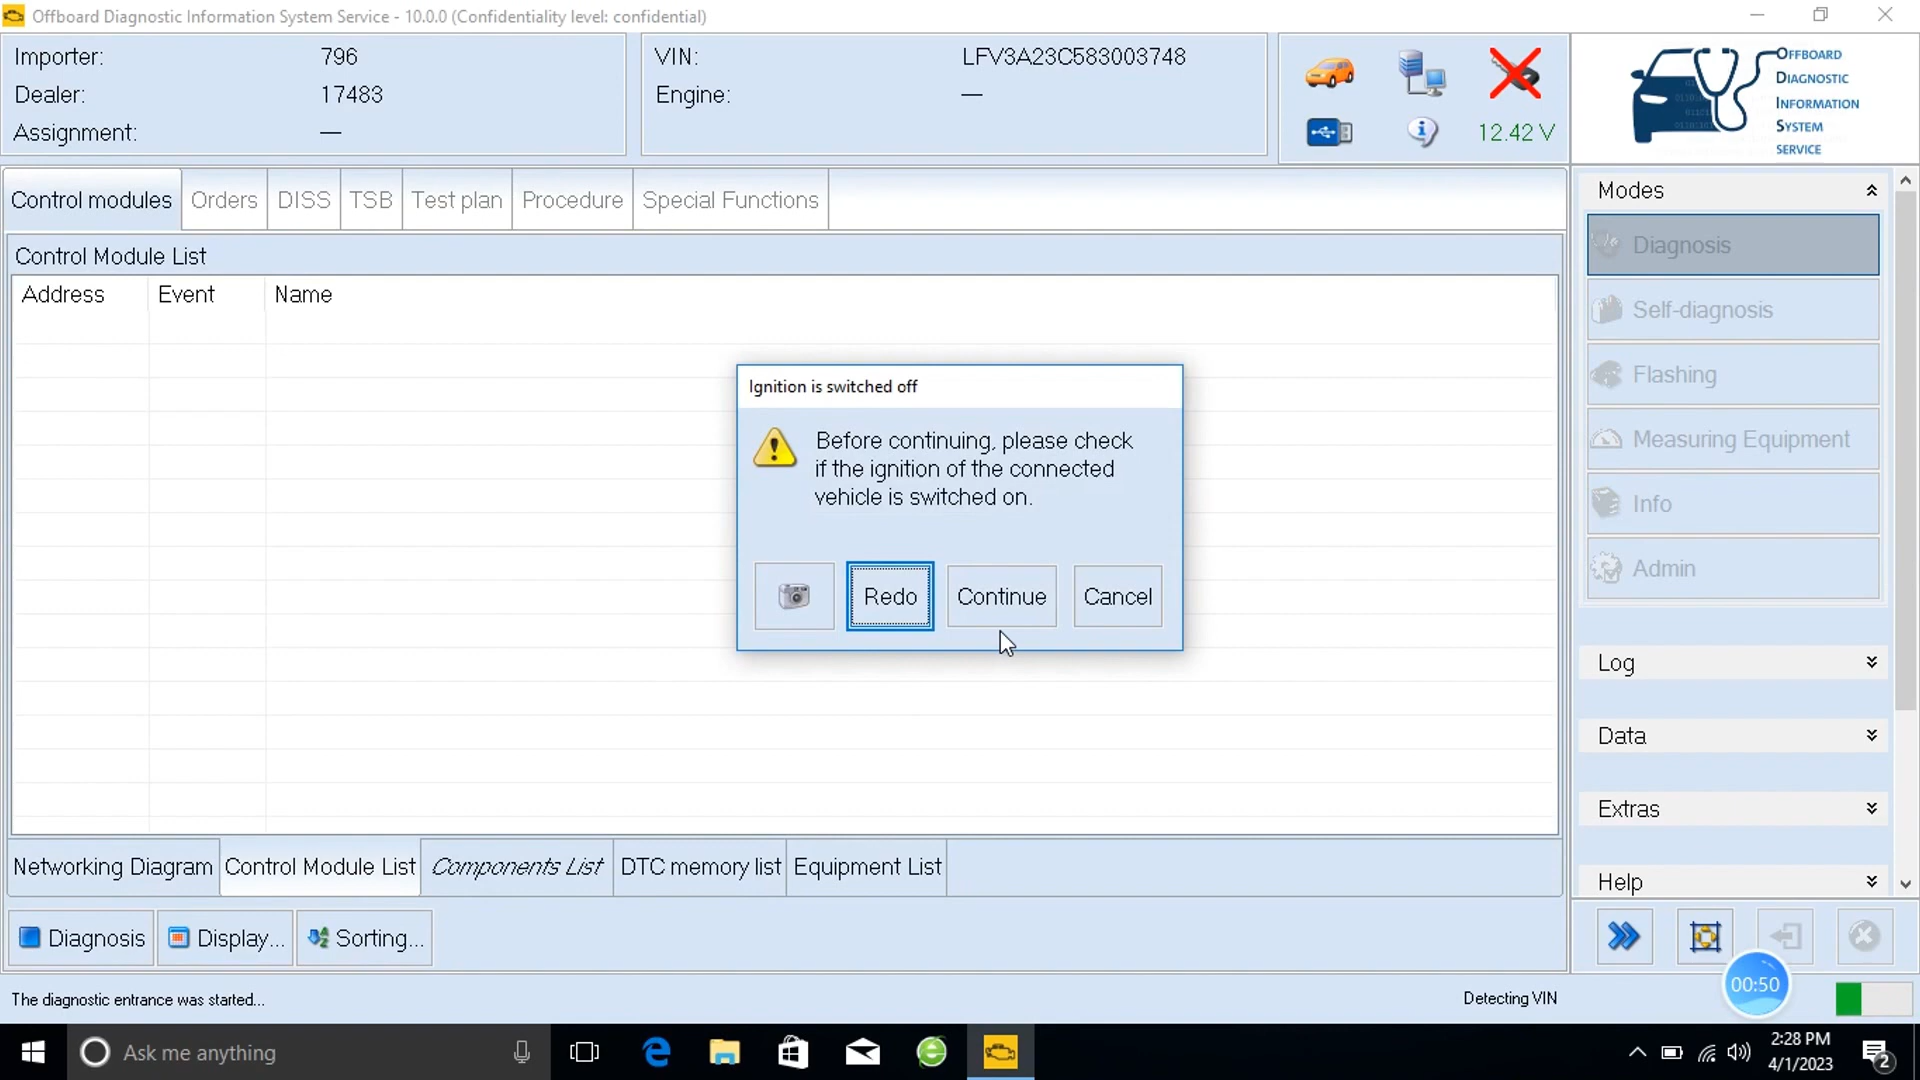 Offboard Diagnostic Information System Service - 10.0.0 (Confidentiality level: confidential)
Importer: 796
Dealer: 17483
Assignment: —
VIN: LFV3A23C583003748
Engine: —
12.42 V
OFFBOARD
DIAGNOSTIC
INFORMATION
SYSTEM
SERVICE
Control modules Orders DISS TSB Test plan Procedure Special Functions
Control Module List
Address Event Name
Ignition is switched off
Before continuing, please check
if the ignition of the connected
vehicle is switched on.
Redo Continue Cancel
Modes
Diagnosis
Self-diagnosis
Flashing
Measuring Equipment
Info
Admin
Log
Data
Extras
Help
Networking Diagram Control Module List Components List DTC memory list Equipment List
Diagnosis Display... Sorting...
The diagnostic entrance was started... Detecting VIN
00:50
Ask me anything
2:28 PM
4/1/2023
2